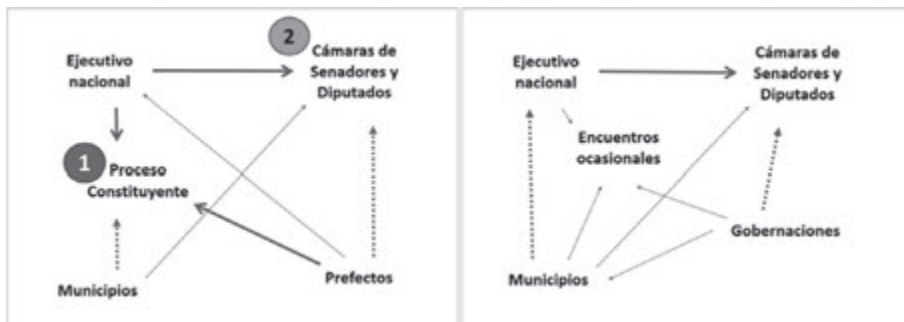 2
Ejecutivo
nacional
Cámaras de
Senadores y
Diputados
1
Proceso
Constituyente
Municipios
Prefectos
Ejecutivo
nacional
Cámaras de
Senadores y
Diputados
Encuentros
ocasionales
Gobernaciones
Municipios